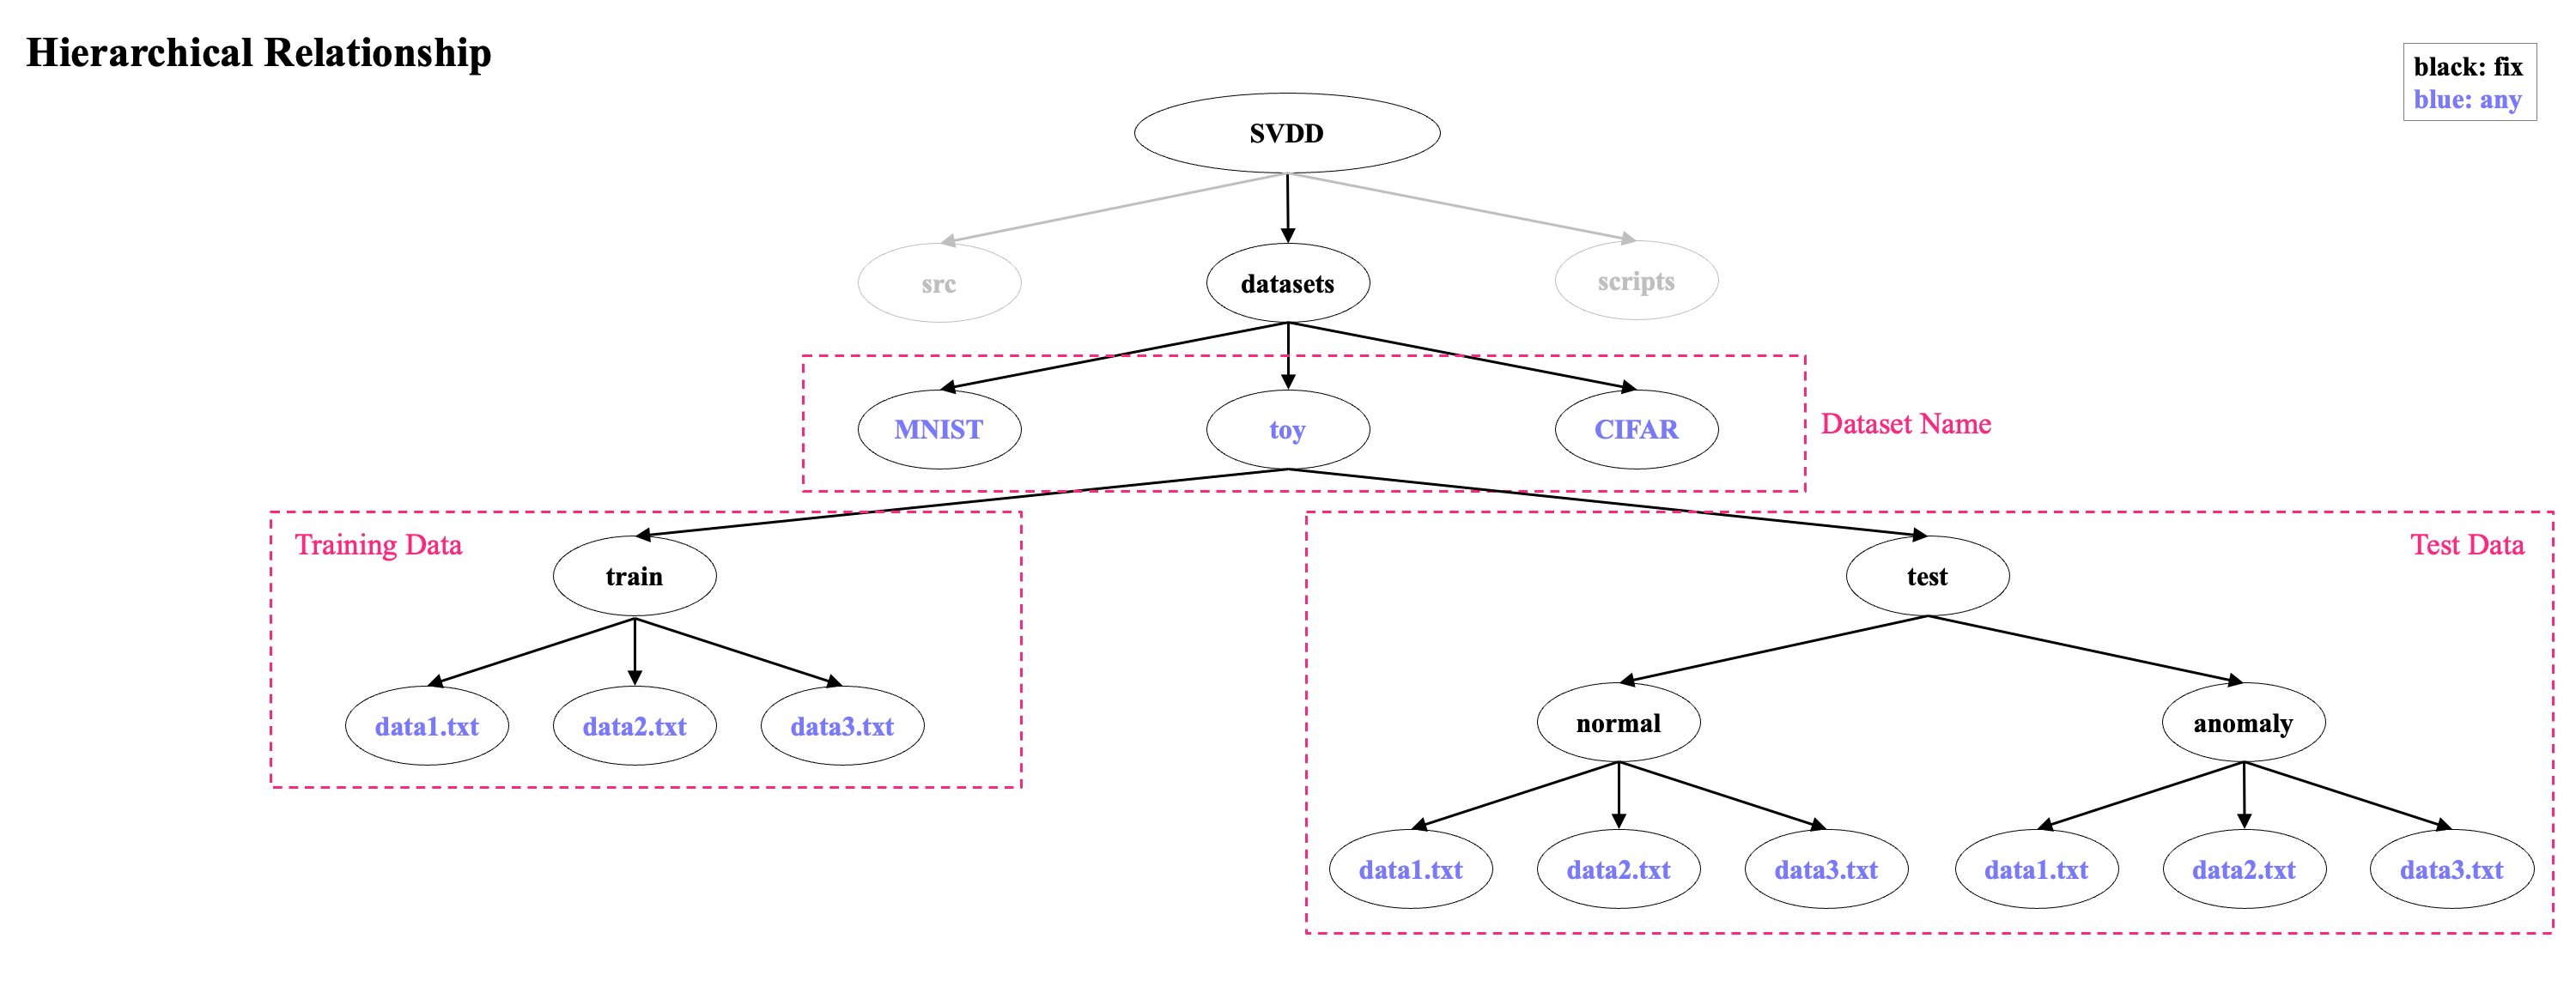 Hierarchical Relationship
black: fix
blue: any
SVDD
src
datasets
scripts
MNIST
toy
CIFAR
Dataset Name
Training Data
train
data1.txt
data2.txt
data3.txt
Test Data
test
normal
anomaly
data1.txt
data2.txt
data3.txt
data1.txt
data2.txt
data3.txt